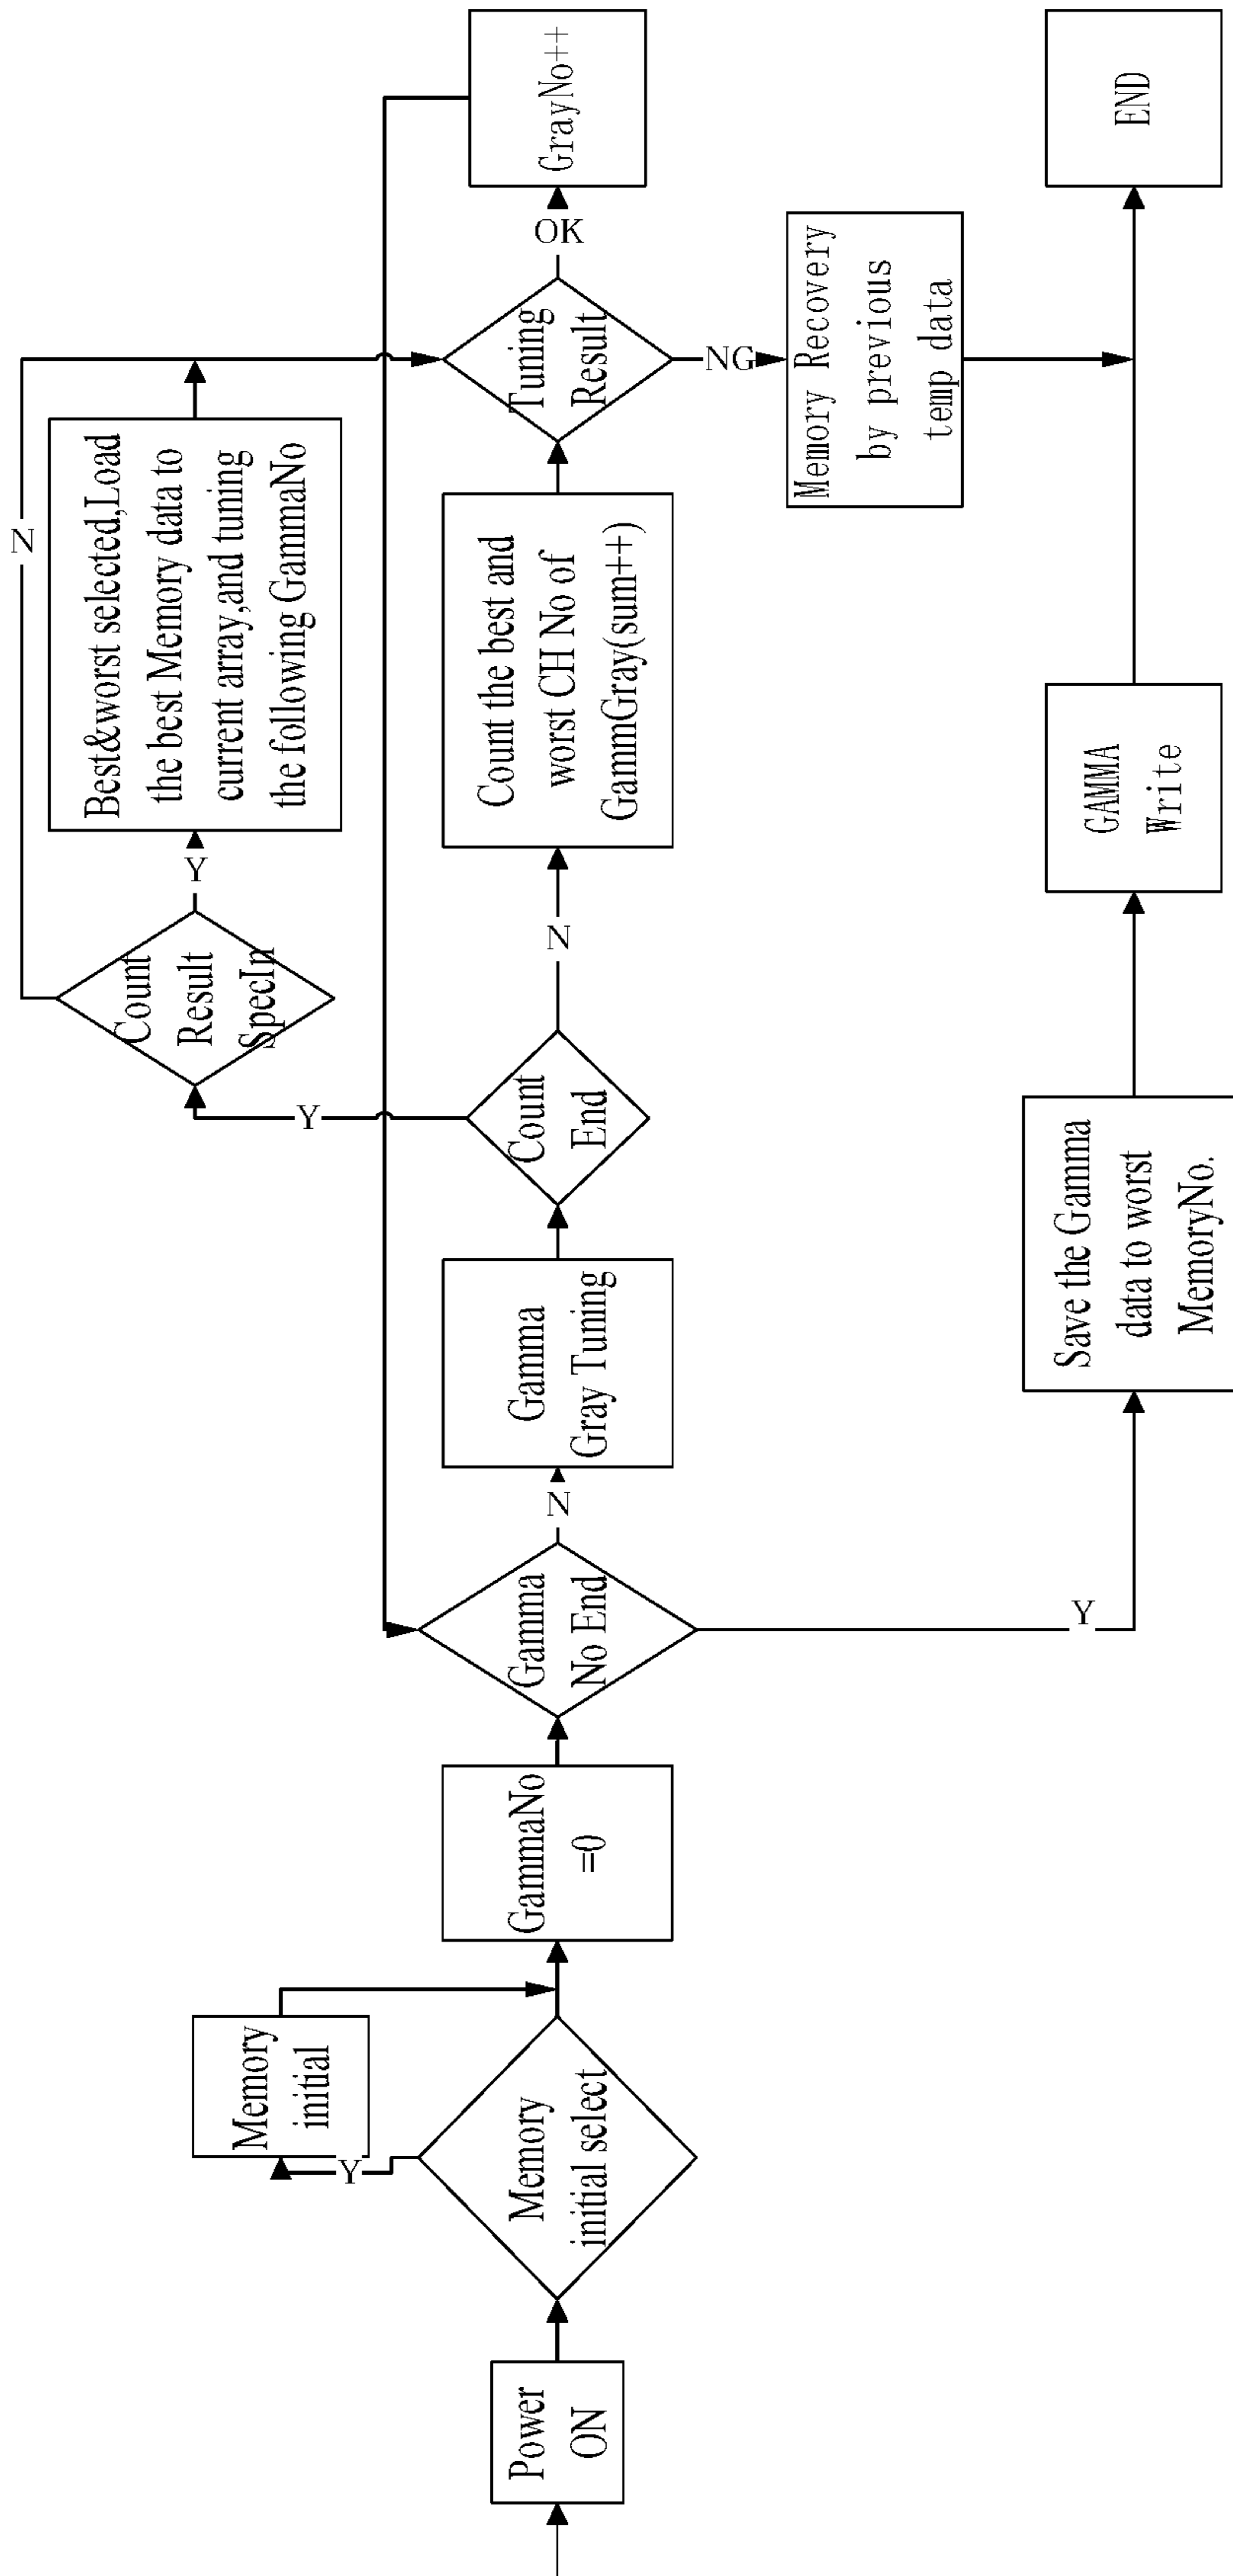 Power
ON
Memory
initial select
Y
Memory
initial
GammaNo
=0
Gamma
No End
N
Gamma
Gray Tuning
Count
End
Y
Count
Result
SpecIn
Y
N
Best&worst selected,Load
the best Memory data to
current array,and tuning
the following GammaNo
N
Count the best and
worst CH No of
GammGray(sum++)
Tuning
Result
OK
GrayNo++
NG
Memory Recovery
by previous
temp data
Y
Save the Gamma
data to worst
MemoryNo.
GAMMA
Write
END